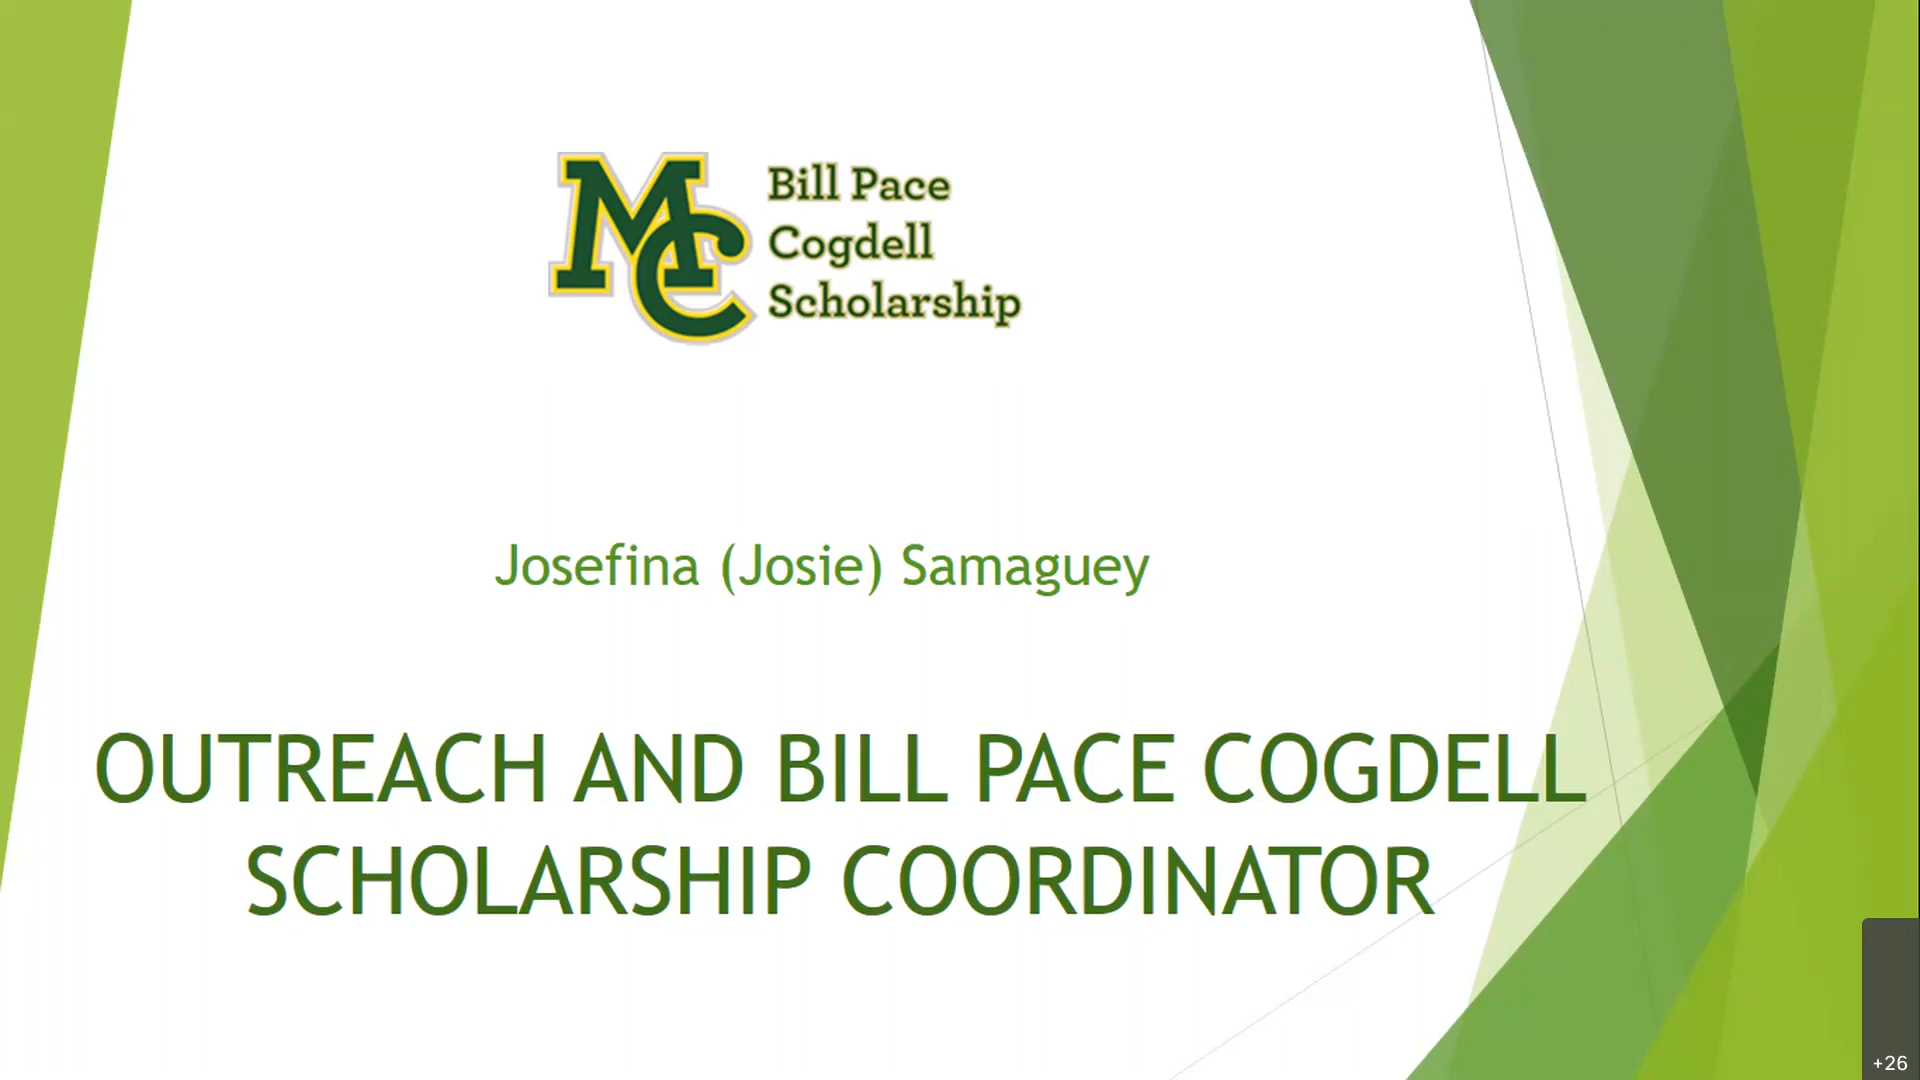 MC
Bill Pace
Cogdell
Scholarship
Josefina (Josie) Samaguey
OUTREACH AND BILL PACE COGDELL
SCHOLARSHIP COORDINATOR
+26